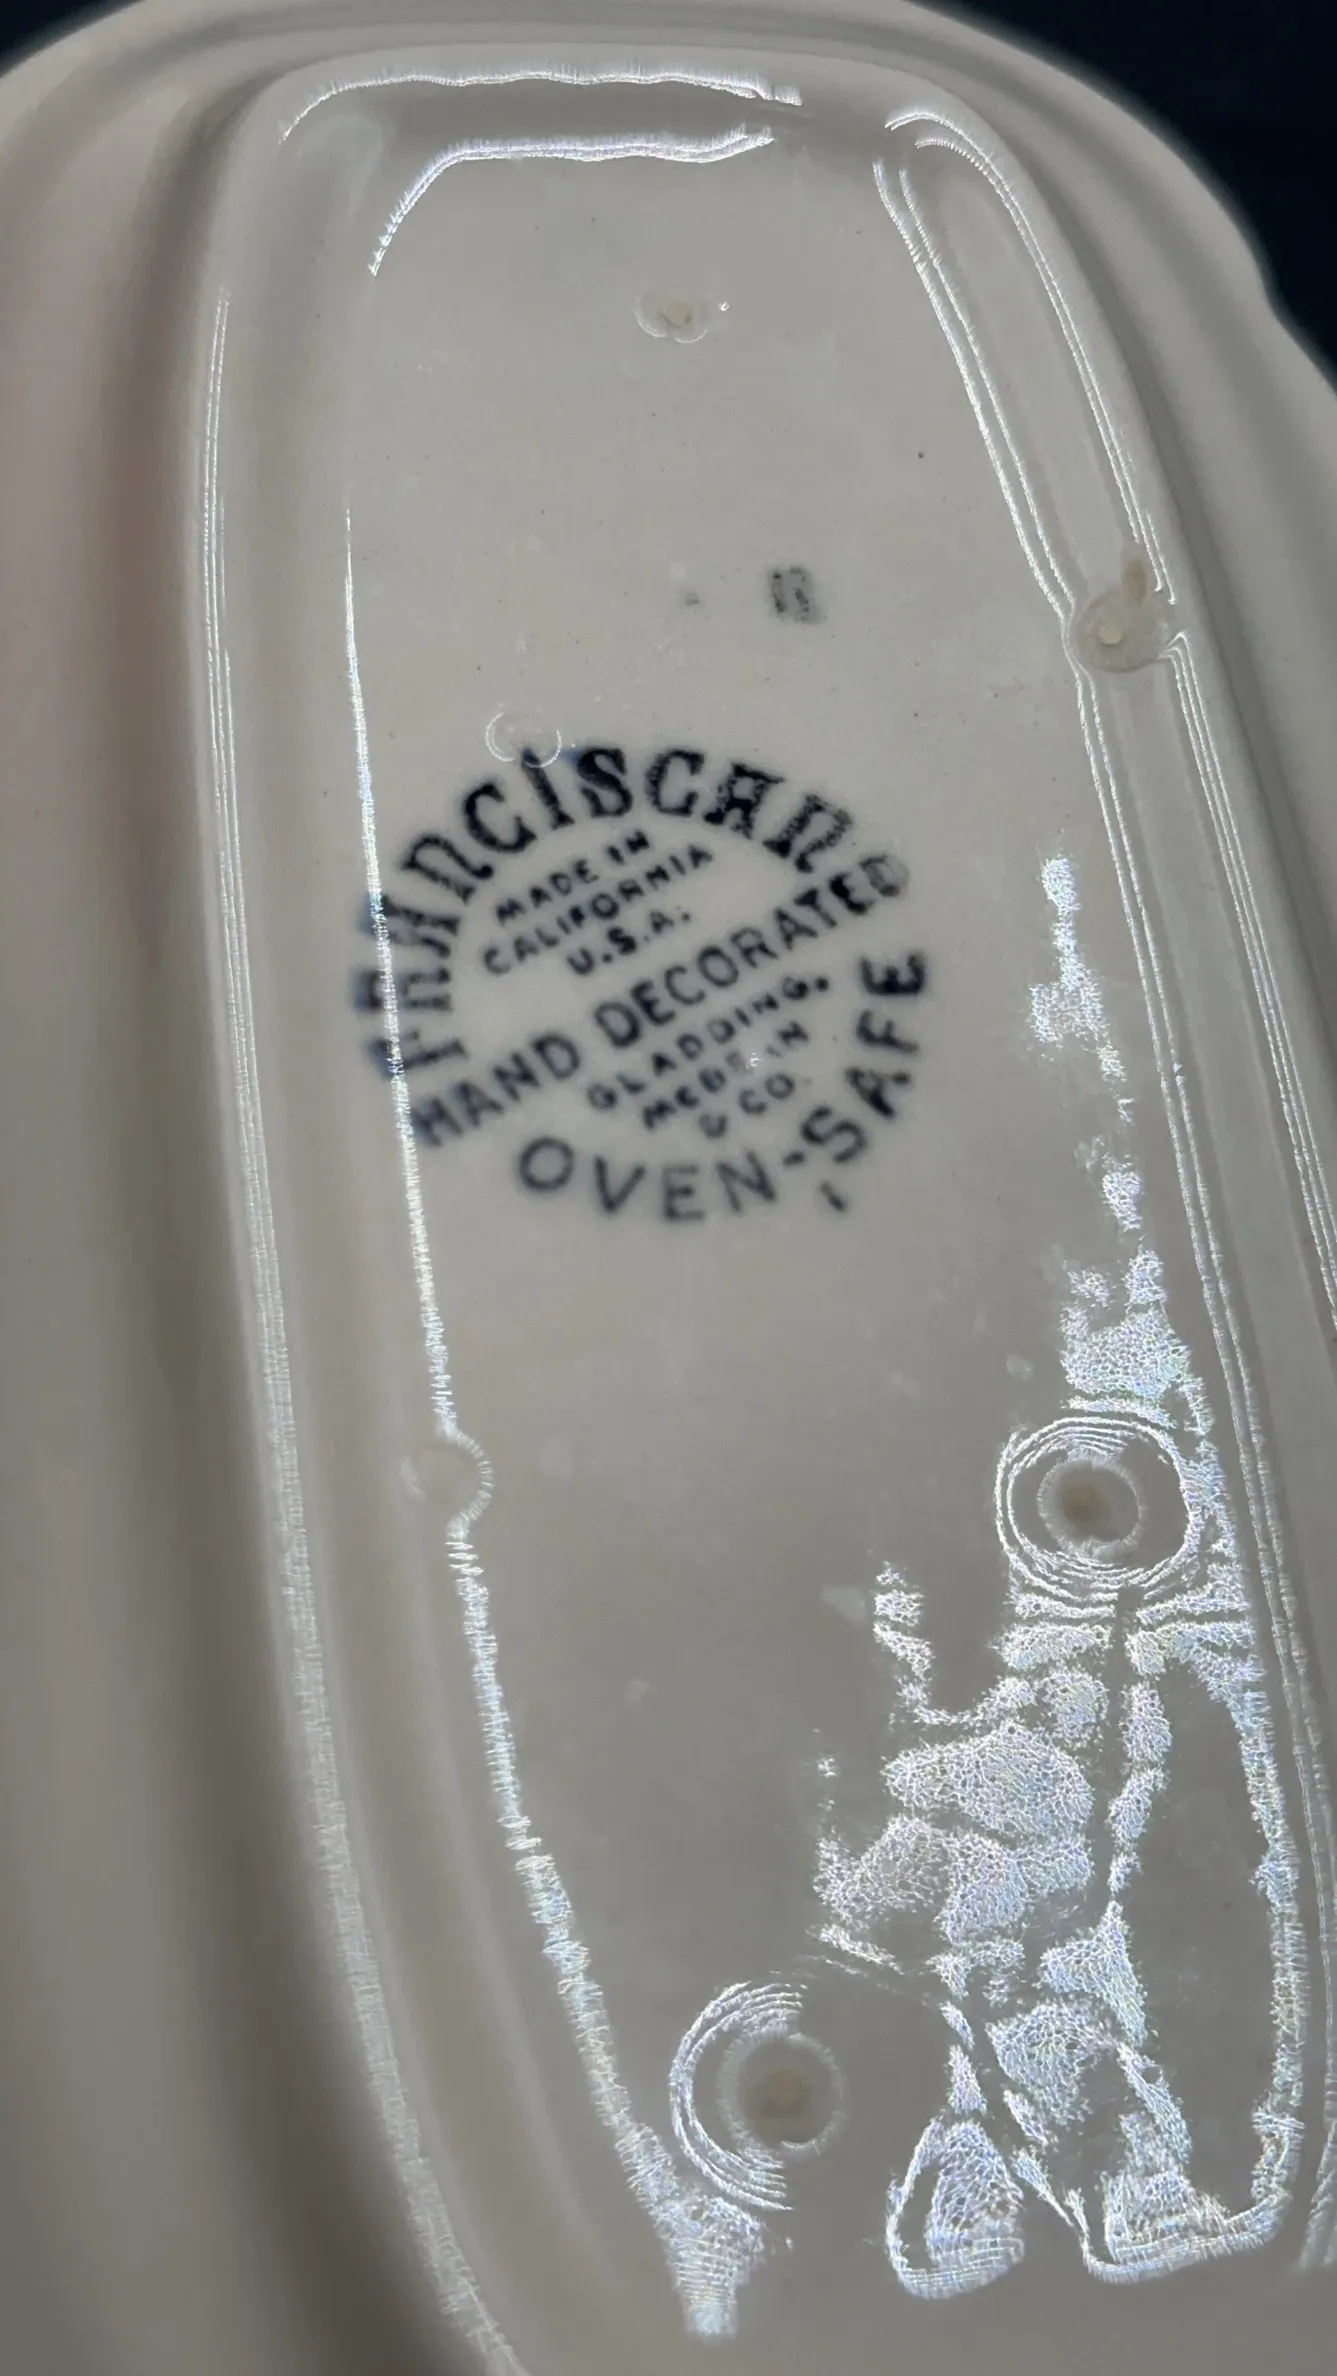 FRANCISCAN
MADE IN
CALIFORNIA
U.S.A.
HAND DECORATED
GLADDING,
McBEAN
& CO.
OVEN-SAFE